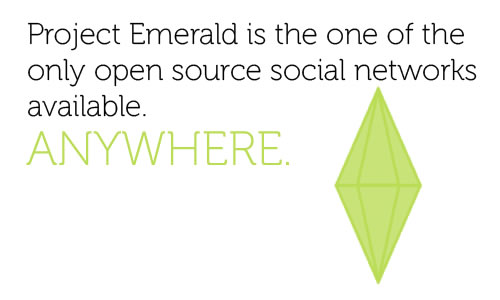 Project Emerald is the one of the
only open source social networks
available.
ANYWHERE.